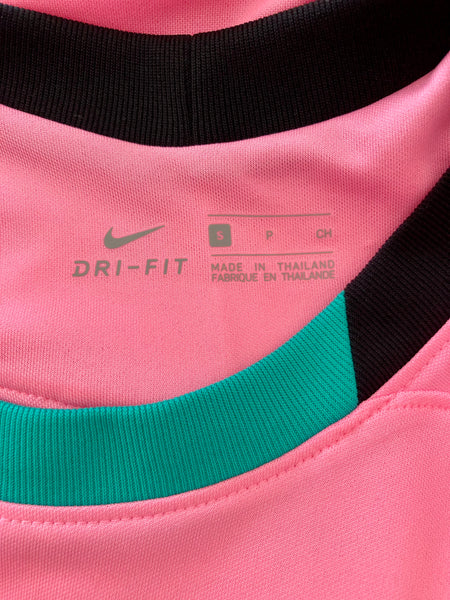 DRI-FIT
S P CH
MADE IN THAILAND
FABRIQUE EN THAILANDE